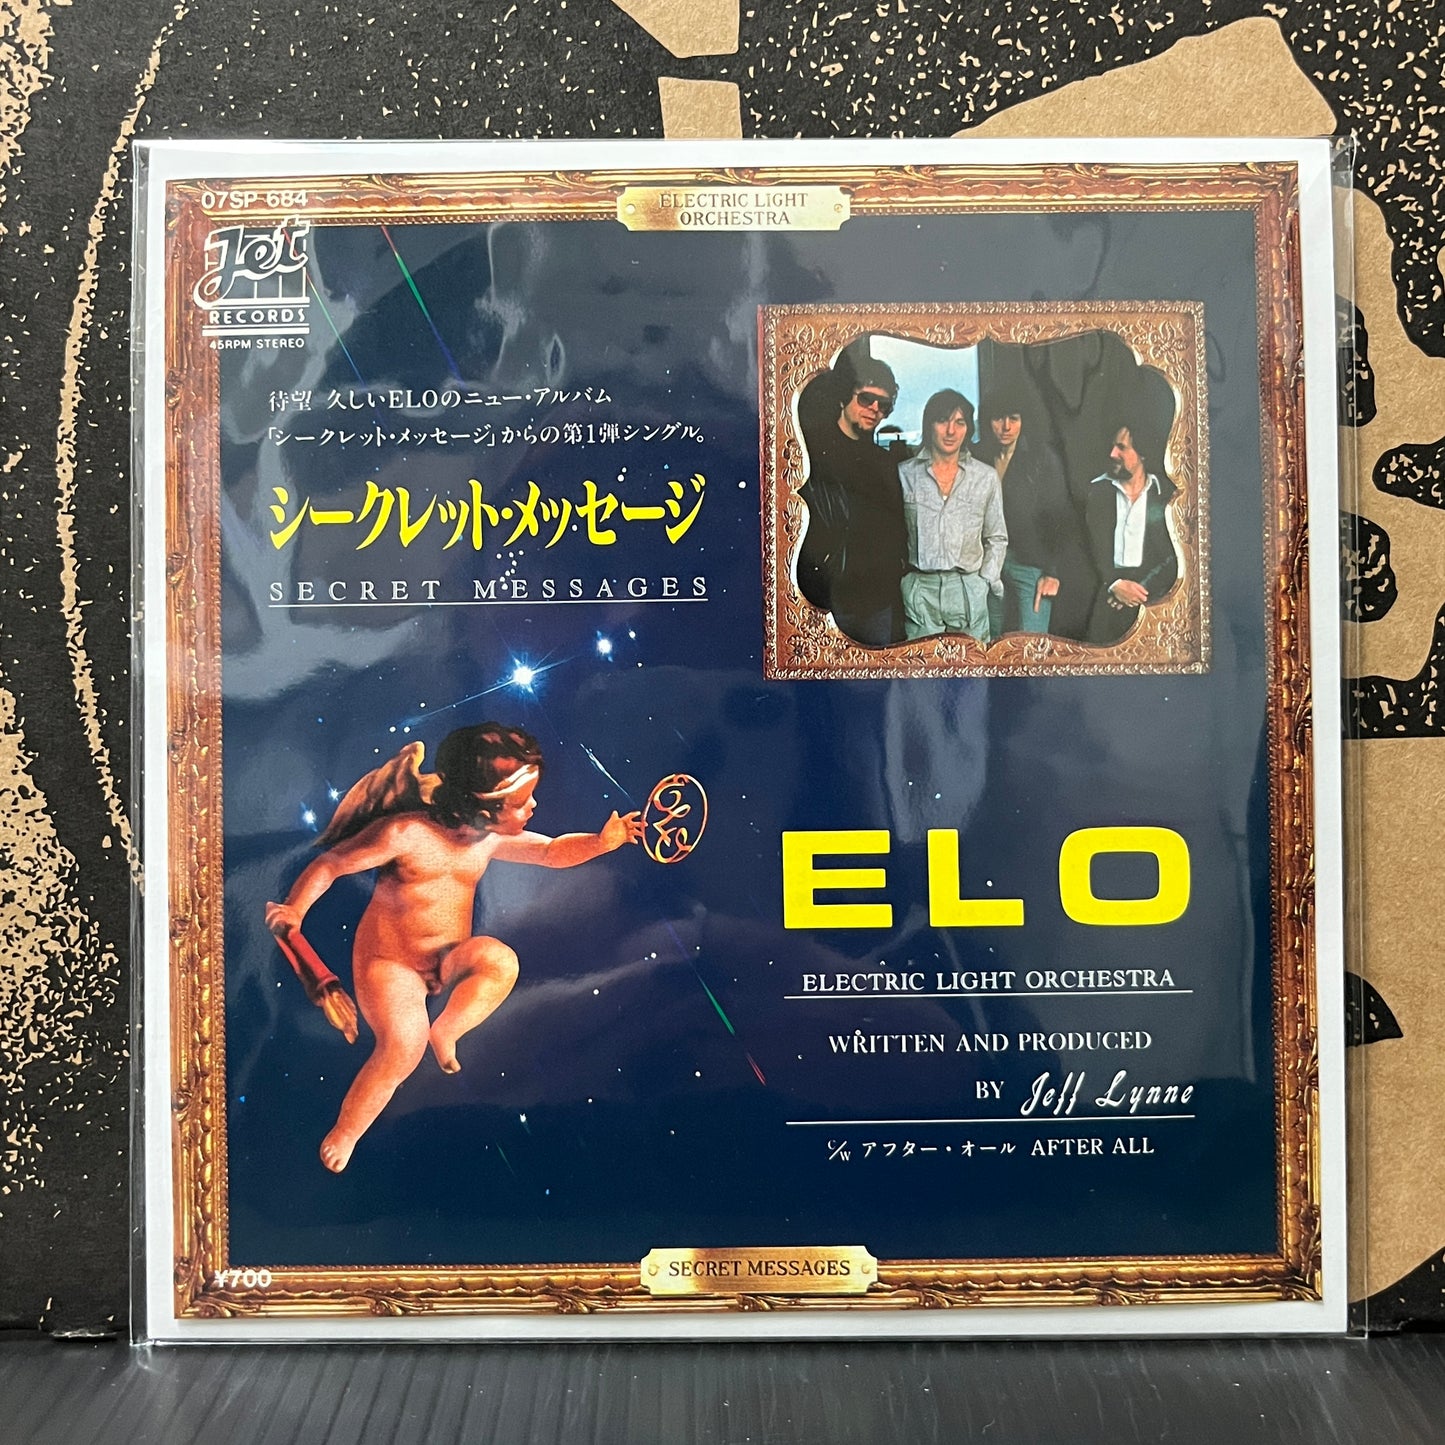 07SP 684
Jet
RECORDS
45RPM STEREO
ELECTRIC LIGHT
ORCHESTRA
待望 久しいELOのニュー・アルバム
「シークレット・メッセージ」からの第1弾シングル。
シークレット・メッセージ
SECRET MESSAGES
ELO
ELO
ELECTRIC LIGHT ORCHESTRA
WRITTEN AND PRODUCED
BY Jeff Lynne
c/w アフター・オール AFTER ALL
¥700
SECRET MESSAGES